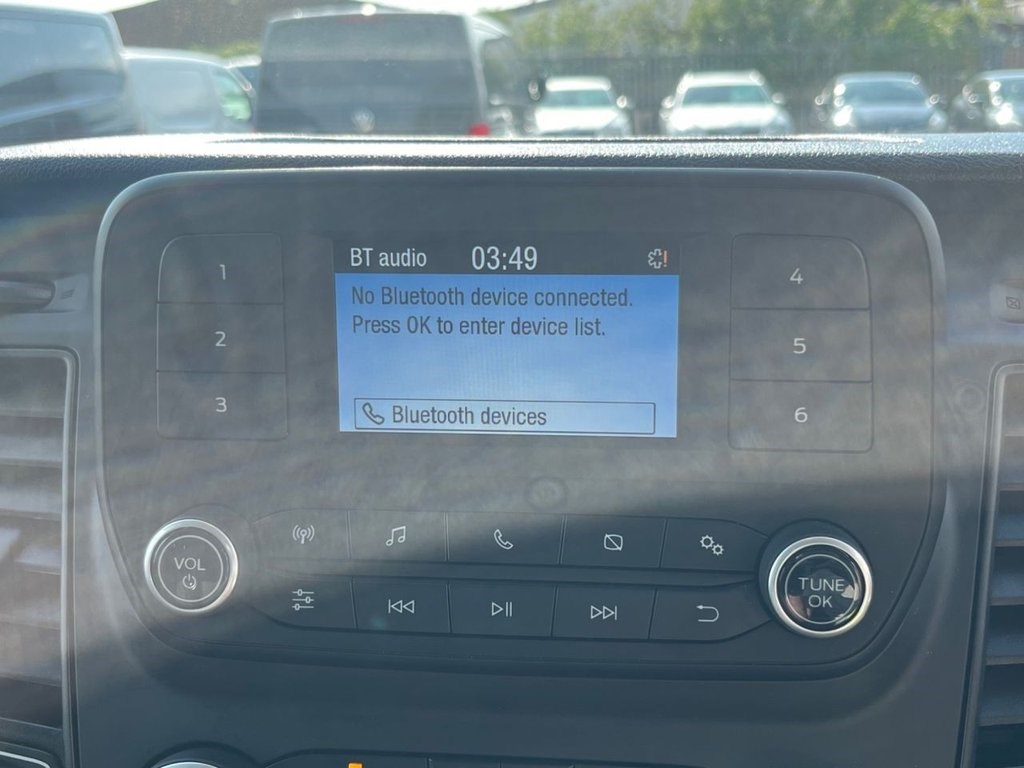 BT audio 03:49
No Bluetooth device connected.
Press OK to enter device list.
Bluetooth devices
1
2
3
4
5
6
VOL
TUNE
OK